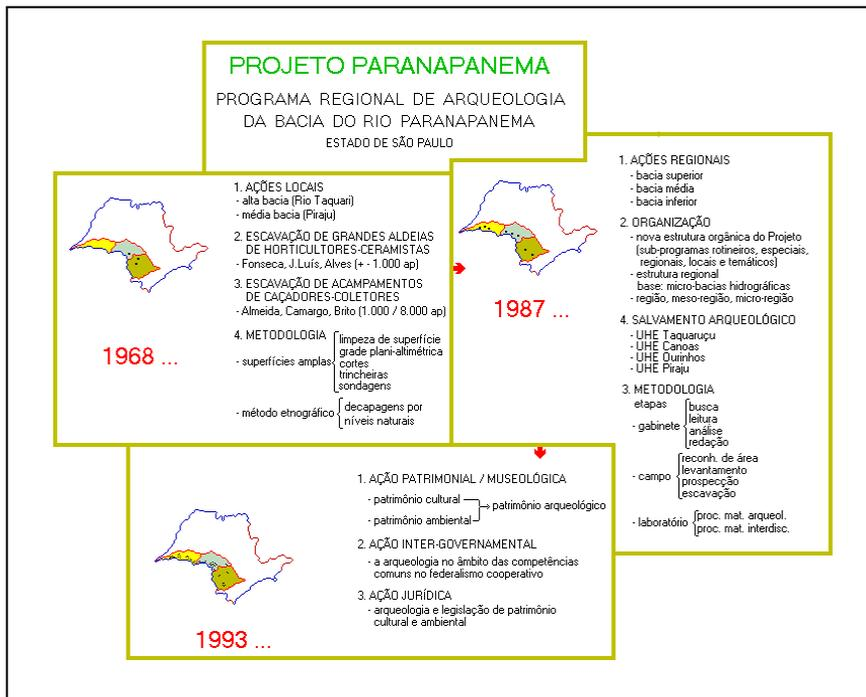 PROJETO PARANAPANEMA
PROGRAMA REGIONAL DE ARQUEOLOGIA
DA BACIA DO RIO PARANAPANEMA
ESTADO DE SÃO PAULO
1. AÇÕES LOCAIS
- alta bacia (Rio Taquari)
- média bacia (Piraju)
2. ESCAVAÇÃO DE GRANDES ALDEIAS
DE HORTICULTORES-CERAMISTAS
- Fonseca, J.Luís, Alves (+ - 1.000 ap)
3. ESCAVAÇÃO DE ACAMPAMENTOS
DE CAÇADORES-COLETORES
- Almeida, Camargo, Brito (1.000 / 8.000 ap)
4. METODOLOGIA
- superfícies amplas
limpeza de superfície
grade plani-altimétrica
cortes
trincheiras
sondagens
- método etnográfico
decapagens por
níveis naturais
1968 ...
1. AÇÕES REGIONAIS
- bacia superior
- bacia média
- bacia inferior
2. ORGANIZAÇÃO
- nova estrutura orgânica do Projeto
(sub-programas rotineiros, especiais,
regionais, locais e temáticos)
- estrutura regional
base: micro-bacias hidrográficas
- região, meso-região, micro-região
4. SALVAMENTO ARQUEOLÓGICO
- UHE Taquaruçu
- UHE Canoas
- UHE Ourinhos
- UHE Piraju
3. METODOLOGIA
etapas
- gabinete
busca
leitura
análise
redação
- campo
reconh. de área
levantamento
prospecção
escavação
- laboratório
proc. mat. arqueol.
proc. mat. interdisc.
1987 ...
1. AÇÃO PATRIMONIAL / MUSEOLÓGICA
- patrimônio cultural
- patrimônio ambiental
patrimônio arqueológico
2. AÇÃO INTER-GOVERNAMENTAL
- a arqueologia no âmbito das competências
comuns no federalismo cooperativo
3. AÇÃO JURÍDICA
- arqueologia e legislação de patrimônio
cultural e ambiental
1993 ...